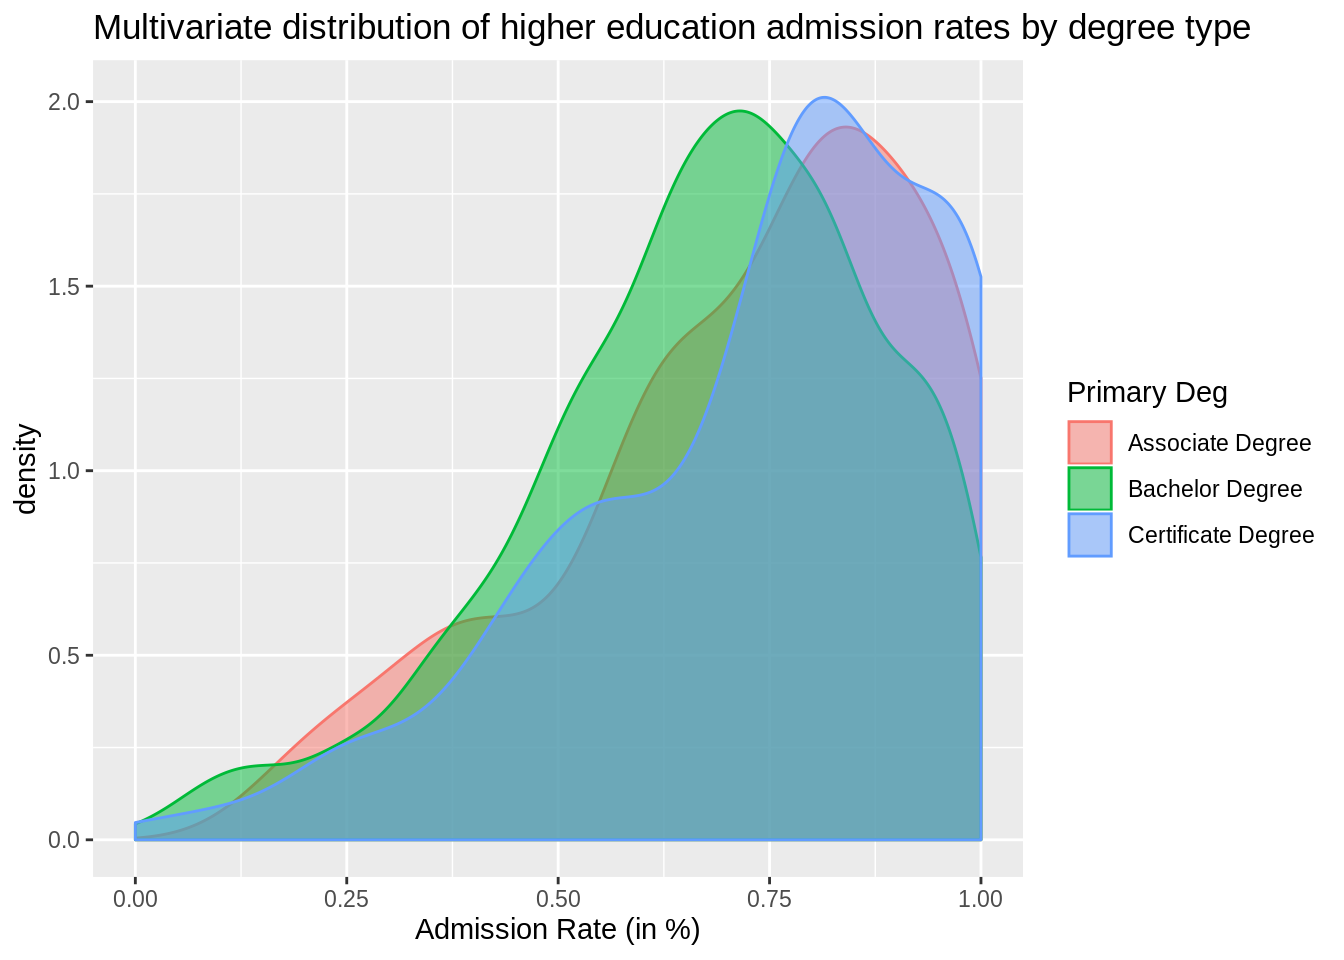 Multivariate distribution of higher education admission rates by degree type
2.0
1.5
1.0
0.5
0.0
density
0.00 0.25 0.50 0.75 1.00
Admission Rate (in %)
Primary Deg
Associate Degree
Bachelor Degree
Certificate Degree